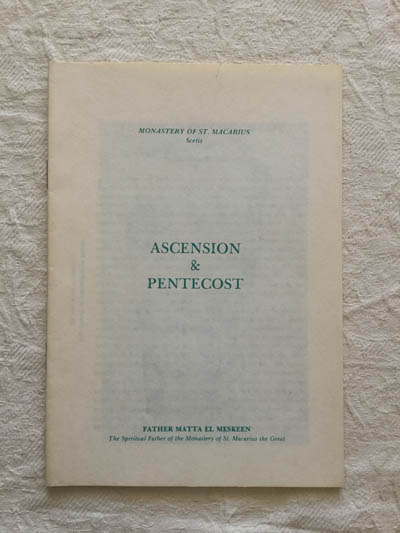 MONASTERY OF ST. MACARIUS
Scetis
ASCENSION
&
PENTECOST
FATHER MATTA EL MESKEEN
The Spiritual Father of the Monastery of St. Macarius the Great